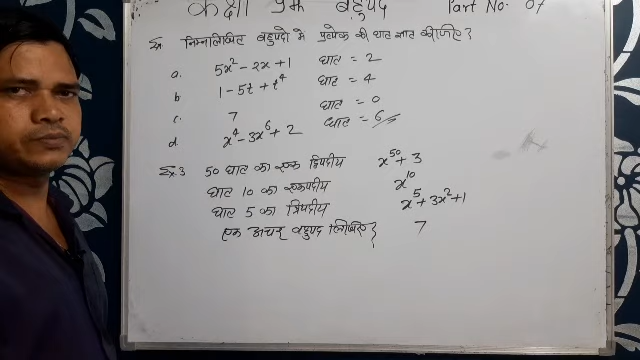 कक्षा 9th बहुपद Part No. 07
Ex. निम्नलिखित बहुपदो मे प्रत्येक की घात ज्ञात कीजिए?
a. 5x² - 2x + 1 घात = 2
b 1 - 5t + t⁴ घात = 4
c. 7 घात = 0
d. x⁴ - 3x⁶ + 2 घात = 6
Ex.3 50 घात का एक द्विपदीय x⁵⁰ + 3
घात 10 का एकपदीय x¹⁰
घात 5 का त्रिपदीय x⁵ + 3x² + 1
एक अचर बहुपद लिखिए? 7